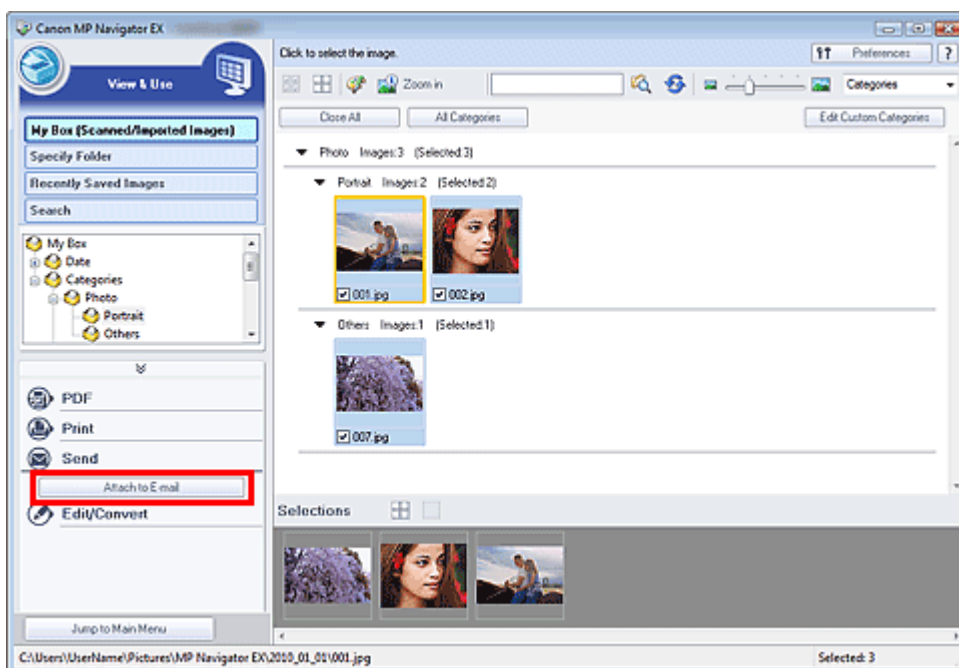 Canon MP Navigator EX
View & Use
My Box (Scanned/Imported Images)
Specify Folder
Recently Saved Images
Search
My Box
Date
Categories
Photo
Portrait
Others
PDF
Print
Send
Attach to E-mail
Edit/Convert
Jump to Main Menu
Click to select the image.
Preferences
?
Zoom in
Categories
Close All
All Categories
Edit Custom Categories
Photo Images:3 (Selected:3)
Portrait Images:2 (Selected:2)
001.jpg
002.jpg
Others Images:1 (Selected:1)
007.jpg
Selections
C:\Users\UserName\Pictures\MP Navigator EX\2010_01_01\001.jpg
Selected: 3